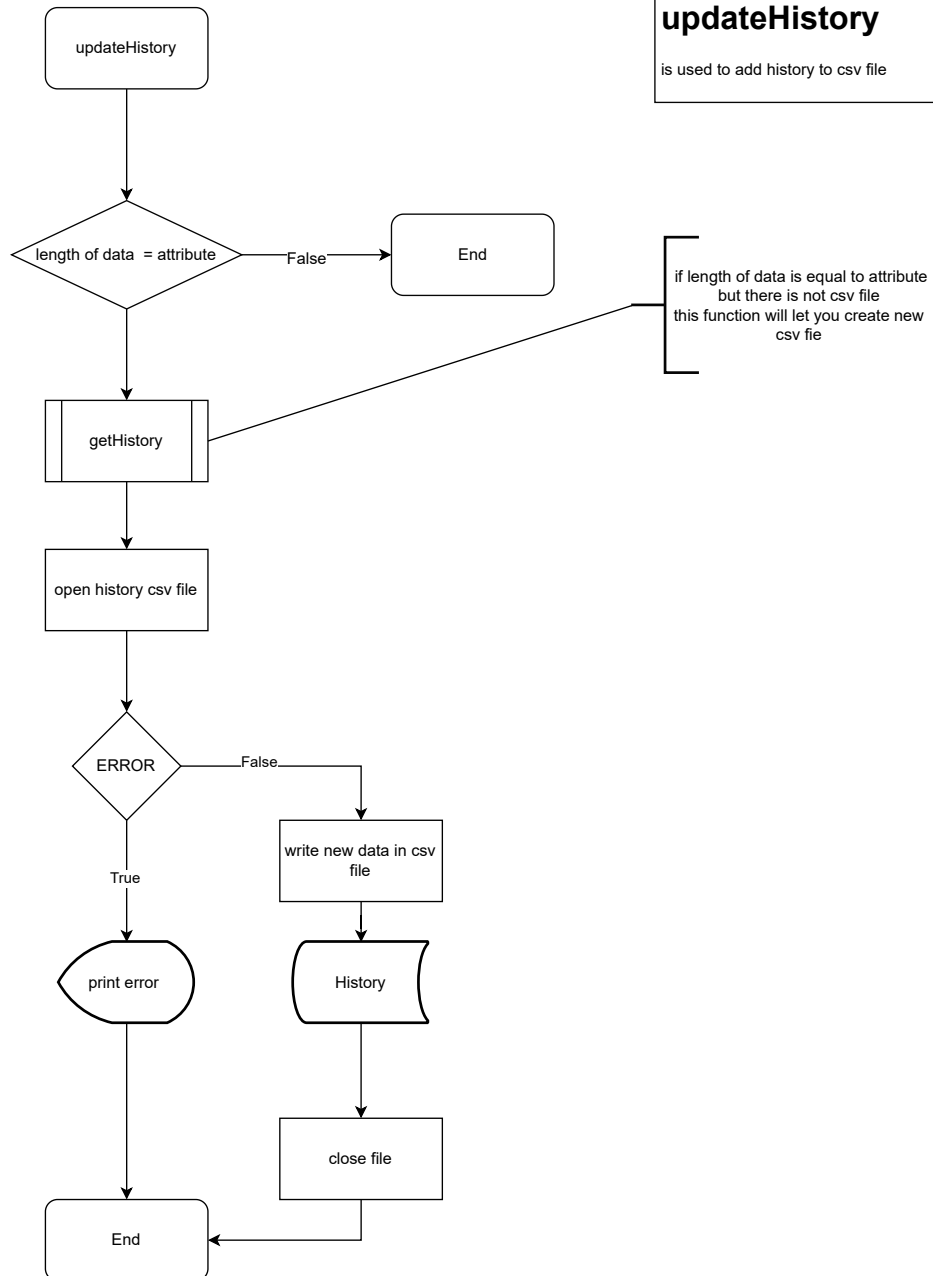 updateHistory
is used to add history to csv file
updateHistory
length of data  = attribute
False
End
if length of data is equal to attribute
but there is not csv file
this function will let you create new
csv fie
getHistory
open history csv file
ERROR
False
write new data in csv
file
True
print error
History
close file
End